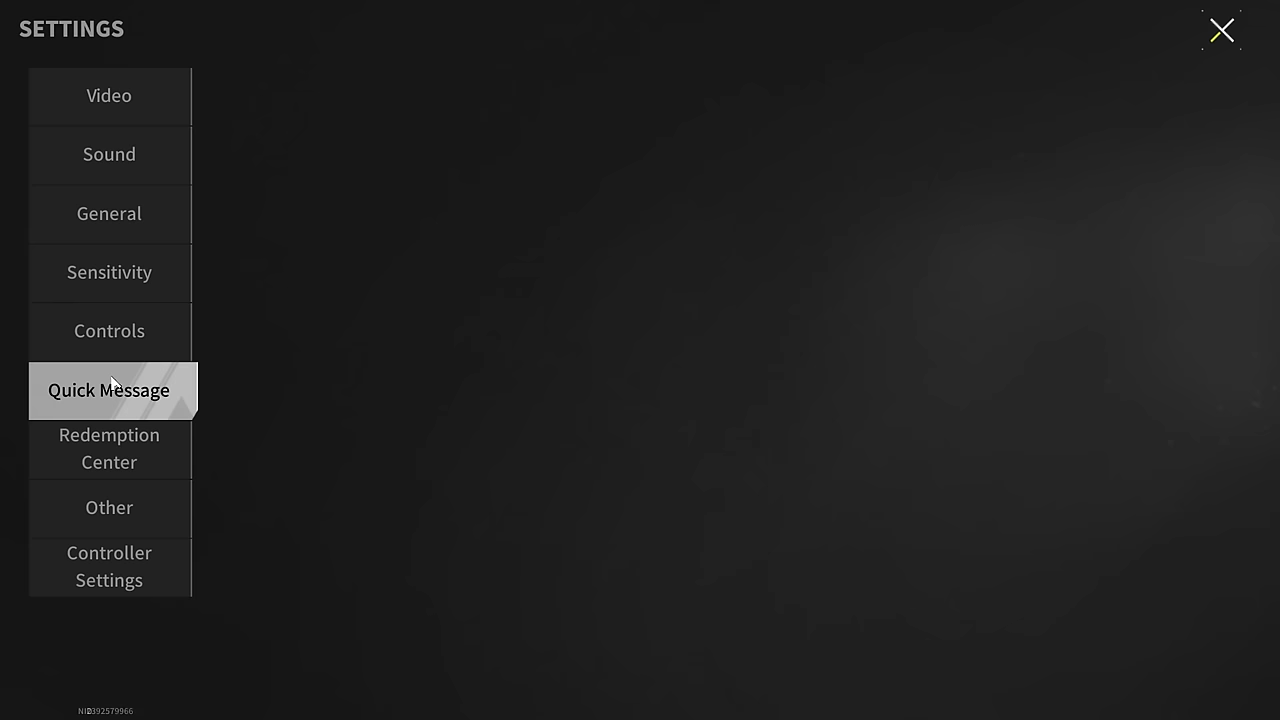 SETTINGS
Video
Sound
General
Sensitivity
Controls
Quick Message
Redemption
Center
Other
Controller
Settings